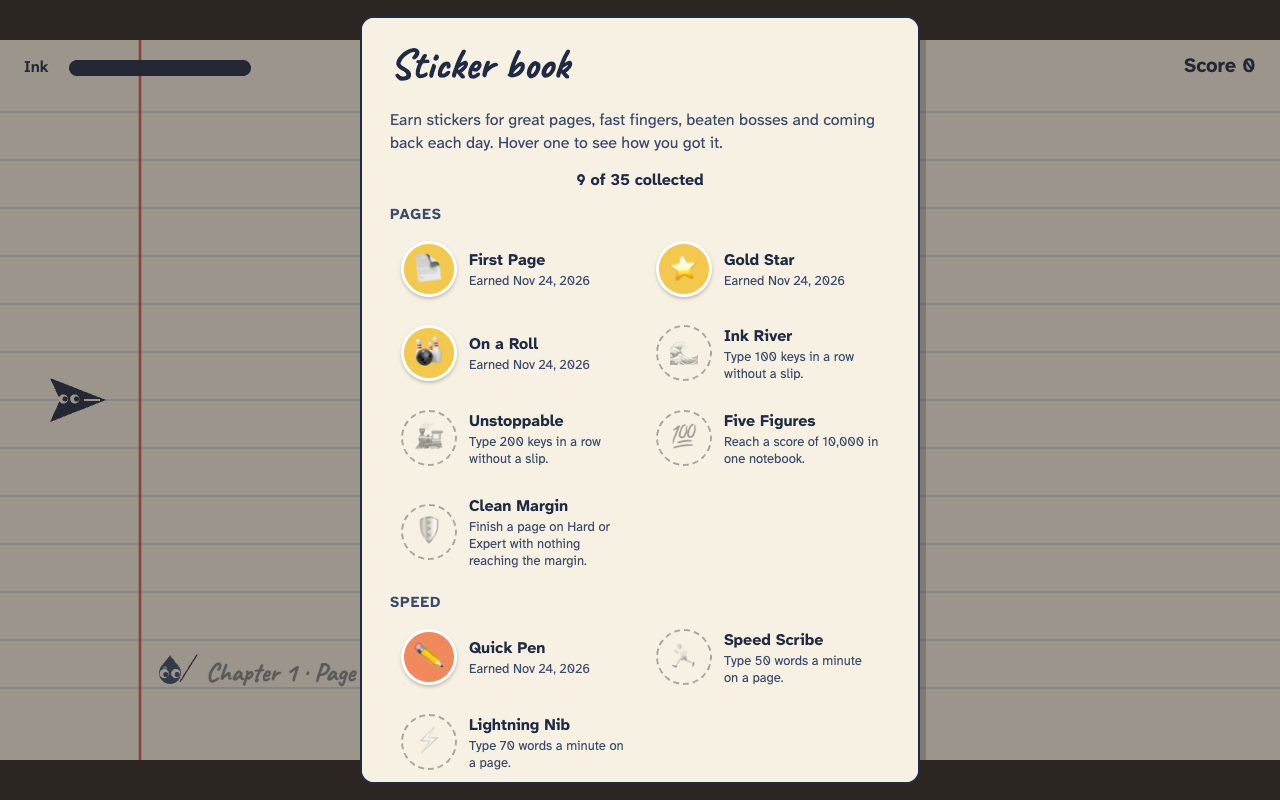 Sticker book
Ink
Score 0
Earn stickers for great pages, fast fingers, beaten bosses and coming
back each day. Hover one to see how you got it.
9 of 35 collected
PAGES
First Page
Earned Nov 24, 2026
Gold Star
Earned Nov 24, 2026
On a Roll
Earned Nov 24, 2026
Ink River
Type 100 keys in a row
without a slip.
Unstoppable
Type 200 keys in a row
without a slip.
100
Five Figures
Reach a score of 10,000 in
one notebook.
Clean Margin
Finish a page on Hard or
Expert with nothing
reaching the margin.
SPEED
Quick Pen
Earned Nov 24, 2026
Speed Scribe
Type 50 words a minute
on a page.
Chapter 1 · Page
Lightning Nib
Type 70 words a minute on
a page.